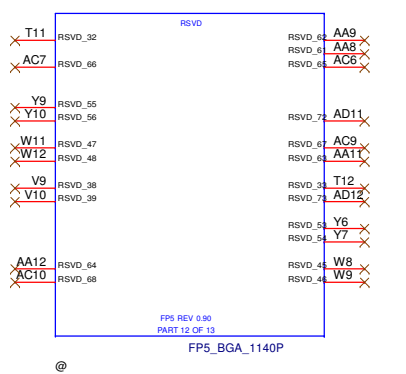 RSVD
T11 RSVD_32 RSVD_62 AA9
RSVD_61 AA8
AC7 RSVD_66 RSVD_65 AC6
Y9 RSVD_55
Y10 RSVD_56 RSVD_72 AD11
W11 RSVD_47 RSVD_67 AC9
W12 RSVD_48 RSVD_63 AA11
V9 RSVD_38 RSVD_33 T12
V10 RSVD_39 RSVD_73 AD12
RSVD_53 Y6
RSVD_54 Y7
AA12 RSVD_64 RSVD_45 W8
AC10 RSVD_68 RSVD_46 W9
FP5 REV 0.90
PART 12 OF 13
FP5_BGA_1140P
@